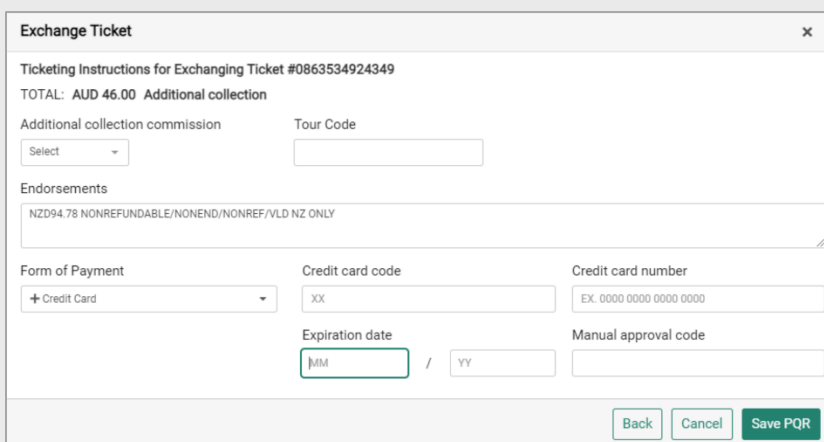 Exchange Ticket ×
Ticketing Instructions for Exchanging Ticket #0863534924349
TOTAL: AUD 46.00 Additional collection
Additional collection commission Tour Code
Select
Endorsements
NZD94.78 NONREFUNDABLE/NONEND/NONREF/VLD NZ ONLY
Form of Payment Credit card code Credit card number
+ Credit Card XX EX. 0000 0000 0000 0000
Expiration date Manual approval code
MM / YY
Back Cancel Save PQR